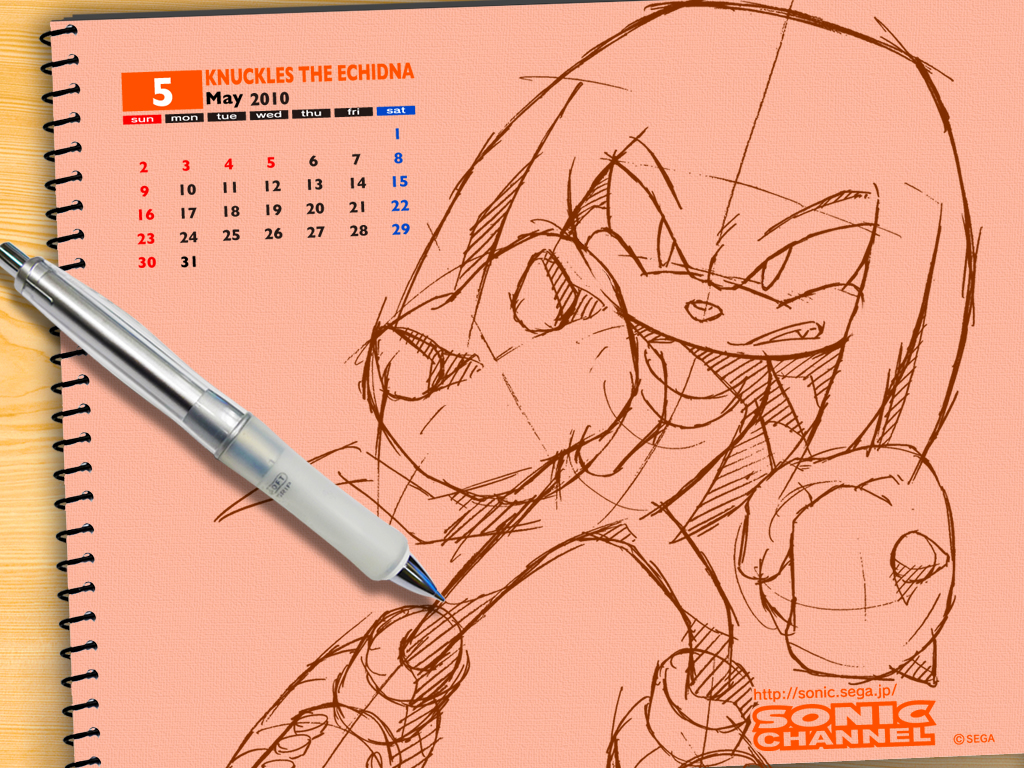 KNUCKLES THE ECHIDNA
5 May 2010
sun mon tue wed thu fri sat
1
2 3 4 5 6 7 8
9 10 11 12 13 14 15
16 17 18 19 20 21 22
23 24 25 26 27 28 29
30 31
http://sonic.sega.jp/
SONIC
CHANNEL
© SEGA